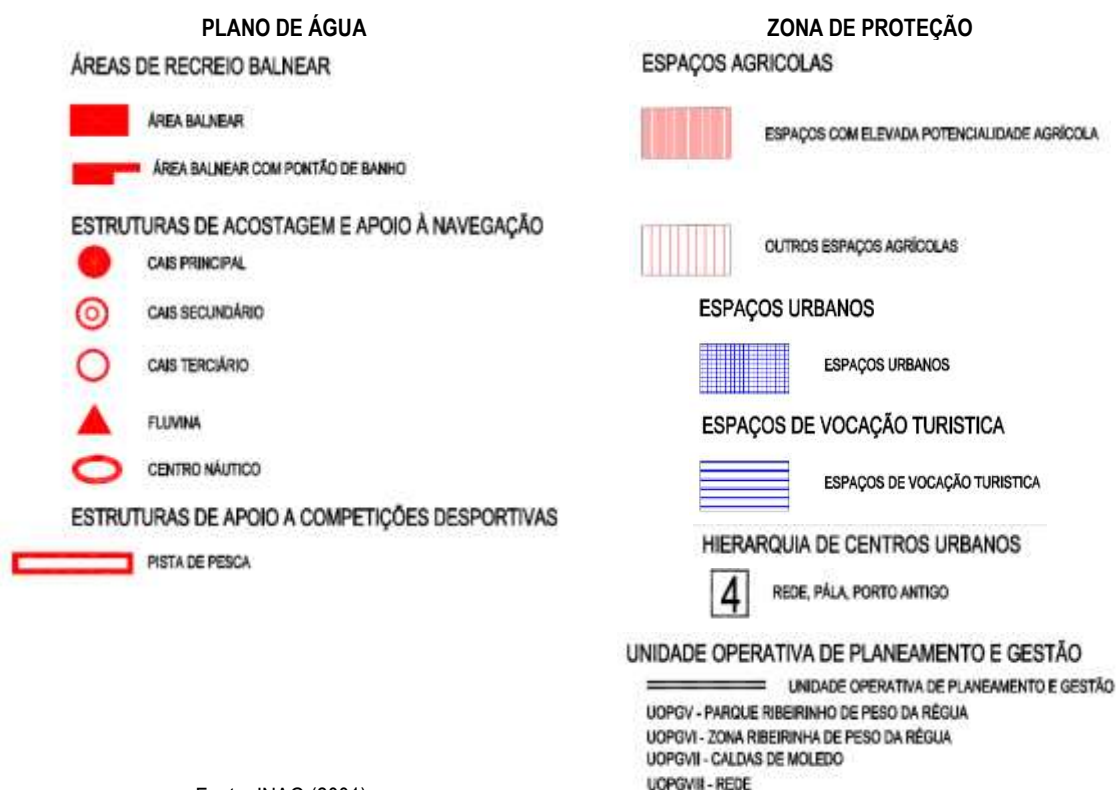 PLANO DE ÁGUA
ÁREAS DE RECREIO BALNEAR
ÁREA BALNEAR
ÁREA BALNEAR COM PONTÃO DE BANHO
ESTRUTURAS DE ACOSTAGEM E APOIO À NAVEGAÇÃO
CAIS PRINCIPAL
CAIS SECUNDÁRIO
CAIS TERCIÁRIO
FLUVINA
CENTRO NÁUTICO
ESTRUTURAS DE APOIO A COMPETIÇÕES DESPORTIVAS
PISTA DE PESCA
ZONA DE PROTEÇÃO
ESPAÇOS AGRICOLAS
ESPAÇOS COM ELEVADA POTENCIALIDADE AGRÍCOLA
OUTROS ESPAÇOS AGRÍCOLAS
ESPAÇOS URBANOS
ESPAÇOS URBANOS
ESPAÇOS DE VOCAÇÃO TURISTICA
ESPAÇOS DE VOCAÇÃO TURISTICA
HIERARQUIA DE CENTROS URBANOS
4 REDE, PÁLA, PORTO ANTIGO
UNIDADE OPERATIVA DE PLANEAMENTO E GESTÃO
UNIDADE OPERATIVA DE PLANEAMENTO E GESTÃO
UOPGV - PARQUE RIBEIRINHO DE PESO DA RÉGUA
UOPGVI - ZONA RIBEIRINHA DE PESO DA RÉGUA
UOPGVII - CALDAS DE MOLEDO
UOPGVIII - REDE